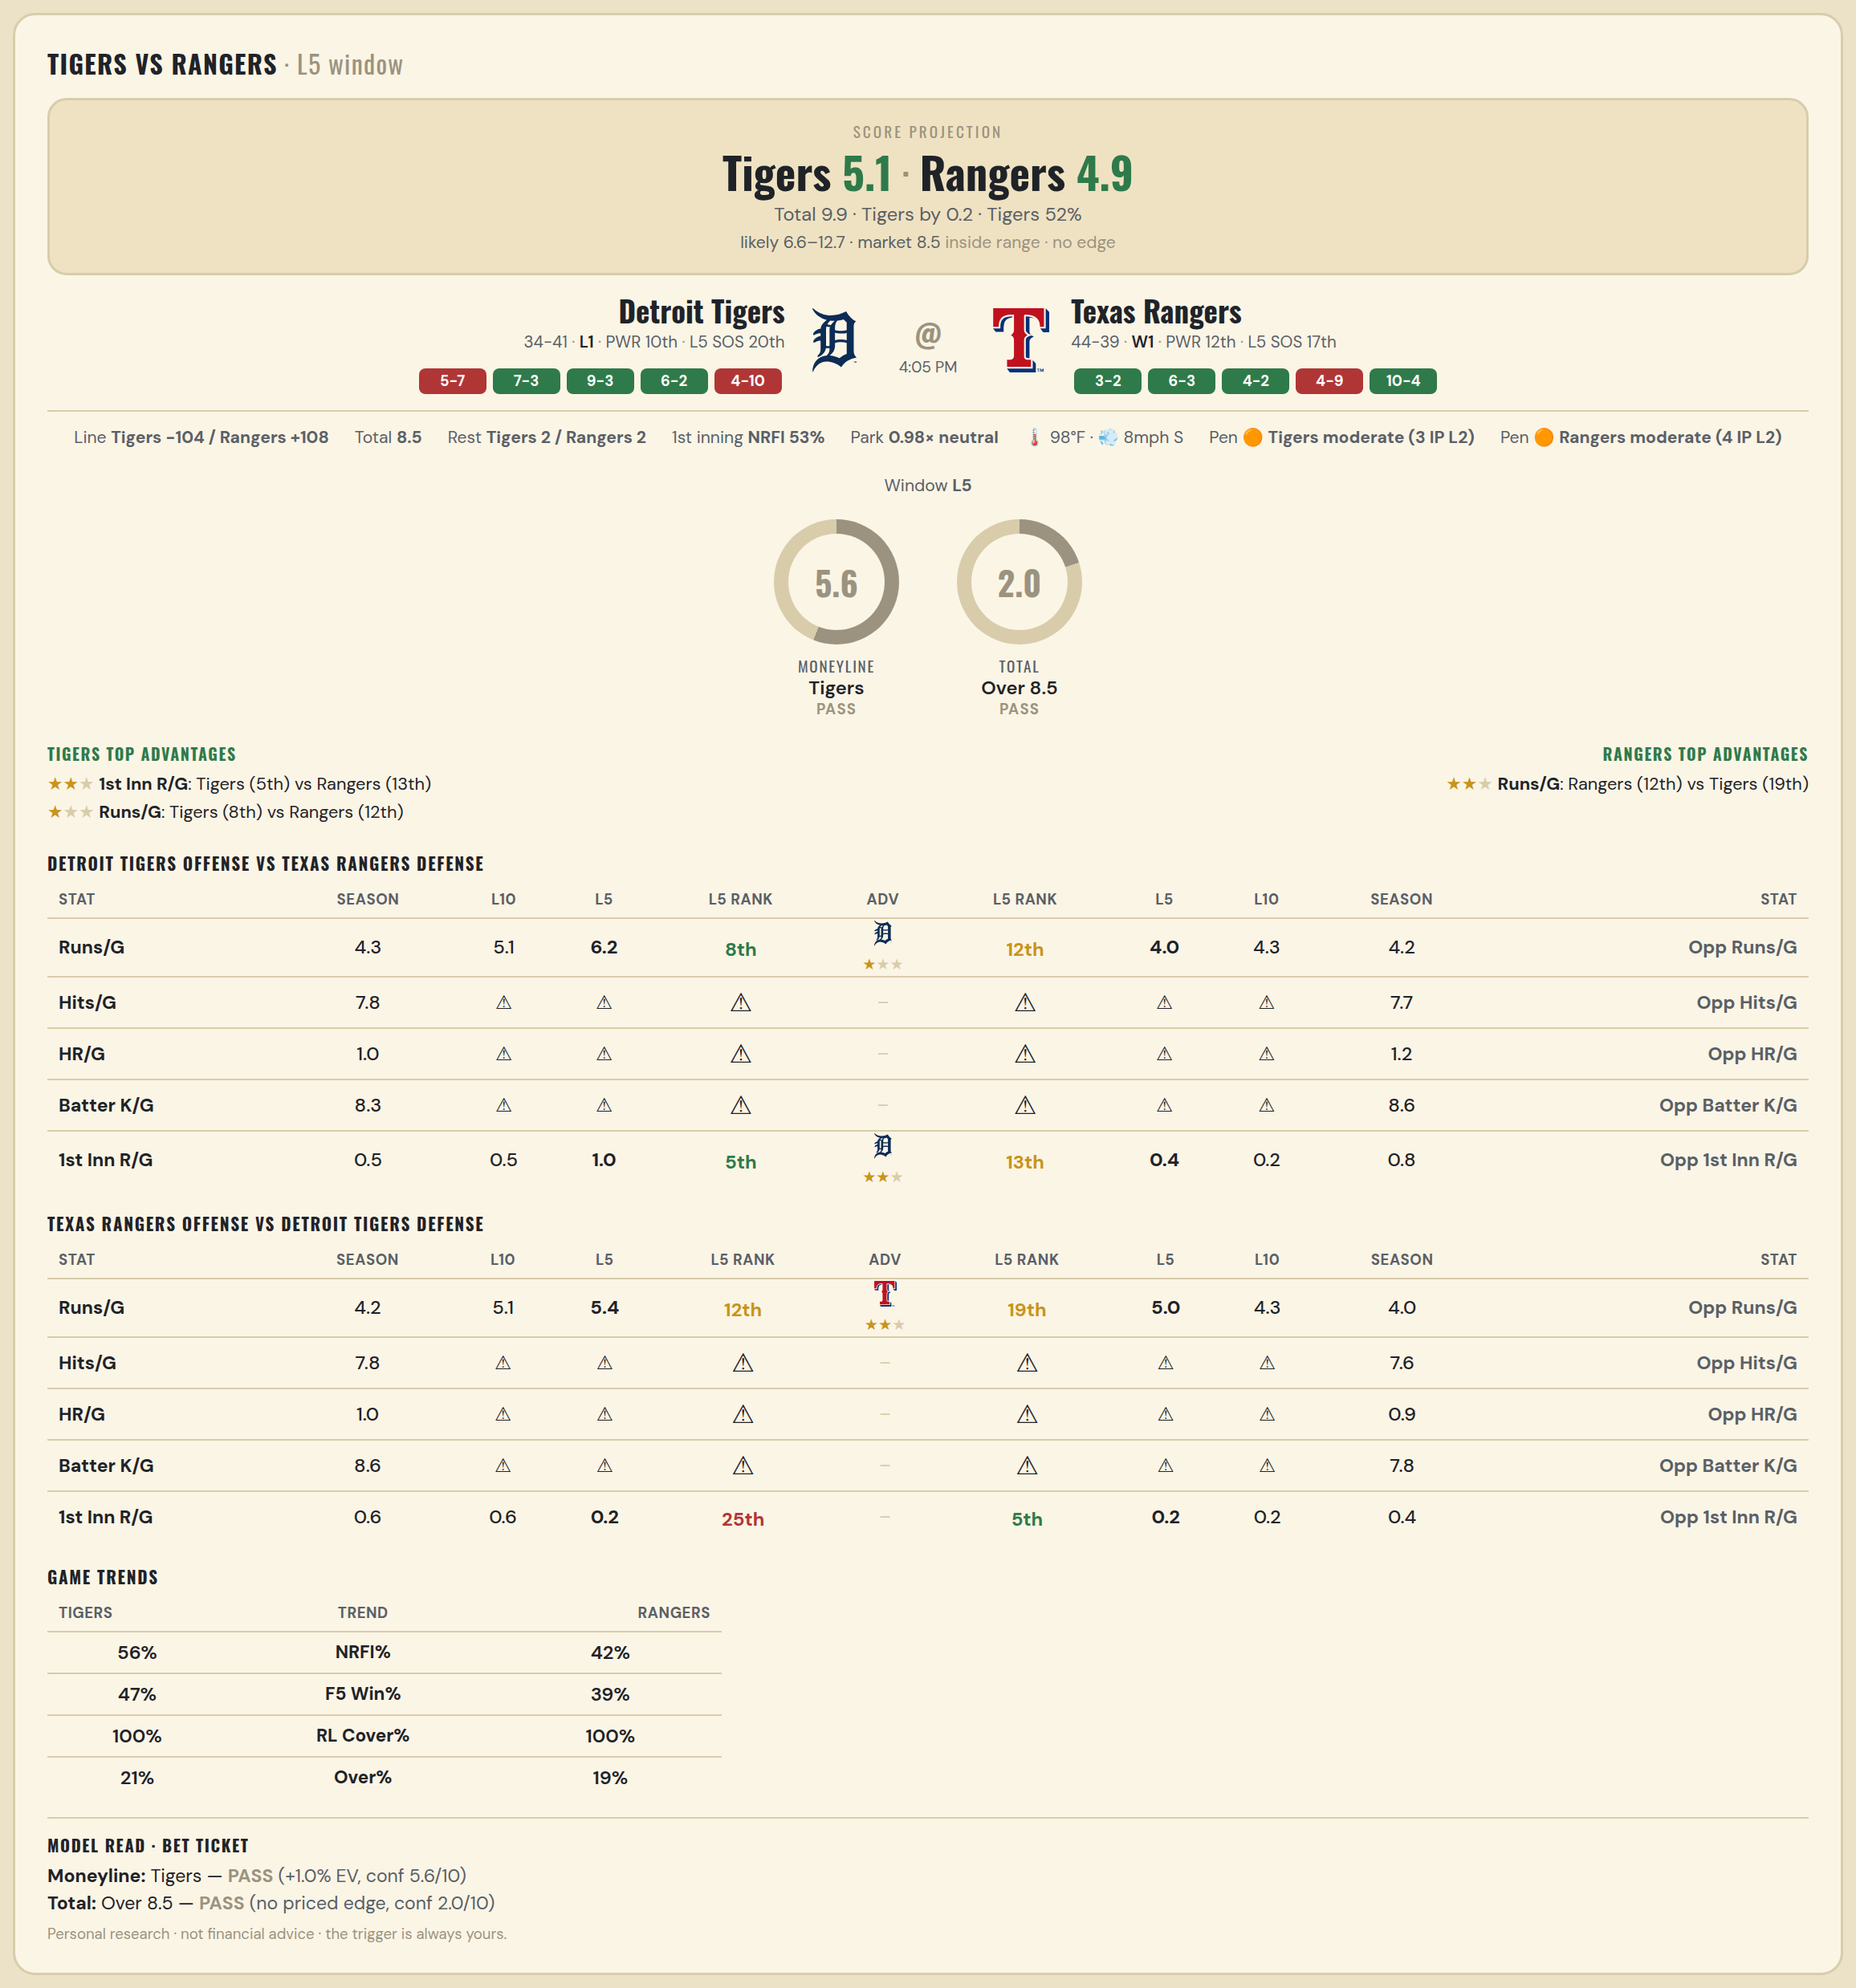 TIGERS VS RANGERS · L5 window
SCORE PROJECTION
Tigers 5.1 · Rangers 4.9
Total 9.9 · Tigers by 0.2 · Tigers 52%
likely 6.6–12.7 · market 8.5 inside range · no edge
Detroit Tigers
34-41 · L1 · PWR 10th · L5 SOS 20th
5-7 7-3 9-3 6-2 4-10
@
4:05 PM
Texas Rangers
44-39 · W1 · PWR 12th · L5 SOS 17th
3-2 6-3 4-2 4-9 10-4
Line Tigers -104 / Rangers +108 Total 8.5 Rest Tigers 2 / Rangers 2 1st inning NRFI 53% Park 0.98× neutral 🌡️ 98°F · 💨 8mph S Pen 🟠 Tigers moderate (3 IP L2) Pen 🟠 Rangers moderate (4 IP L2)
Window L5
5.6
MONEYLINE
Tigers
PASS
2.0
TOTAL
Over 8.5
PASS
TIGERS TOP ADVANTAGES
★★★ 1st Inn R/G: Tigers (5th) vs Rangers (13th)
★★★ Runs/G: Tigers (8th) vs Rangers (12th)
RANGERS TOP ADVANTAGES
★★★ Runs/G: Rangers (12th) vs Tigers (19th)
DETROIT TIGERS OFFENSE VS TEXAS RANGERS DEFENSE
STAT SEASON L10 L5 L5 RANK ADV L5 RANK L5 L10 SEASON STAT
Runs/G 4.3 5.1 6.2 8th ★★★ 12th 4.0 4.3 4.2 Opp Runs/G
Hits/G 7.8 ⚠ ⚠ ⚠ – ⚠ ⚠ ⚠ 7.7 Opp Hits/G
HR/G 1.0 ⚠ ⚠ ⚠ – ⚠ ⚠ ⚠ 1.2 Opp HR/G
Batter K/G 8.3 ⚠ ⚠ ⚠ – ⚠ ⚠ ⚠ 8.6 Opp Batter K/G
1st Inn R/G 0.5 0.5 1.0 5th ★★★ 13th 0.4 0.2 0.8 Opp 1st Inn R/G
TEXAS RANGERS OFFENSE VS DETROIT TIGERS DEFENSE
STAT SEASON L10 L5 L5 RANK ADV L5 RANK L5 L10 SEASON STAT
Runs/G 4.2 5.1 5.4 12th ★★★ 19th 5.0 4.3 4.0 Opp Runs/G
Hits/G 7.8 ⚠ ⚠ ⚠ – ⚠ ⚠ ⚠ 7.6 Opp Hits/G
HR/G 1.0 ⚠ ⚠ ⚠ – ⚠ ⚠ ⚠ 0.9 Opp HR/G
Batter K/G 8.6 ⚠ ⚠ ⚠ – ⚠ ⚠ ⚠ 7.8 Opp Batter K/G
1st Inn R/G 0.6 0.6 0.2 25th – 5th 0.2 0.2 0.4 Opp 1st Inn R/G
GAME TRENDS
TIGERS TREND RANGERS
56% NRFI% 42%
47% F5 Win% 39%
100% RL Cover% 100%
21% Over% 19%
MODEL READ · BET TICKET
Moneyline: Tigers — PASS (+1.0% EV, conf 5.6/10)
Total: Over 8.5 — PASS (no priced edge, conf 2.0/10)
Personal research · not financial advice · the trigger is always yours.